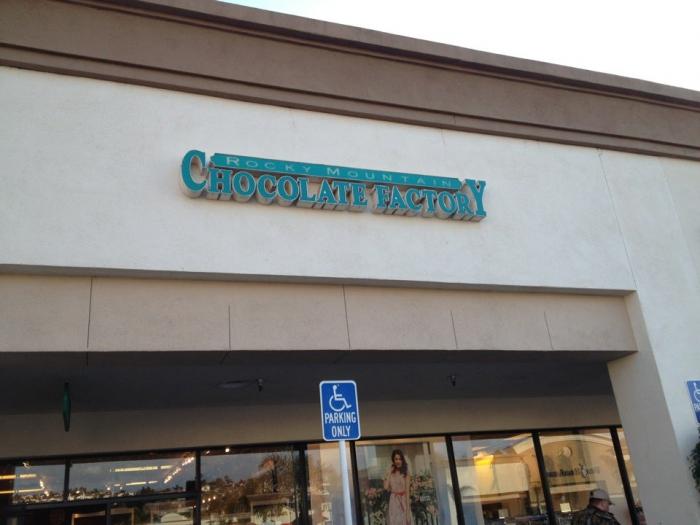 ROCKY MOUNTAIN
CHOCOLATE FACTORY
PARKING
ONLY